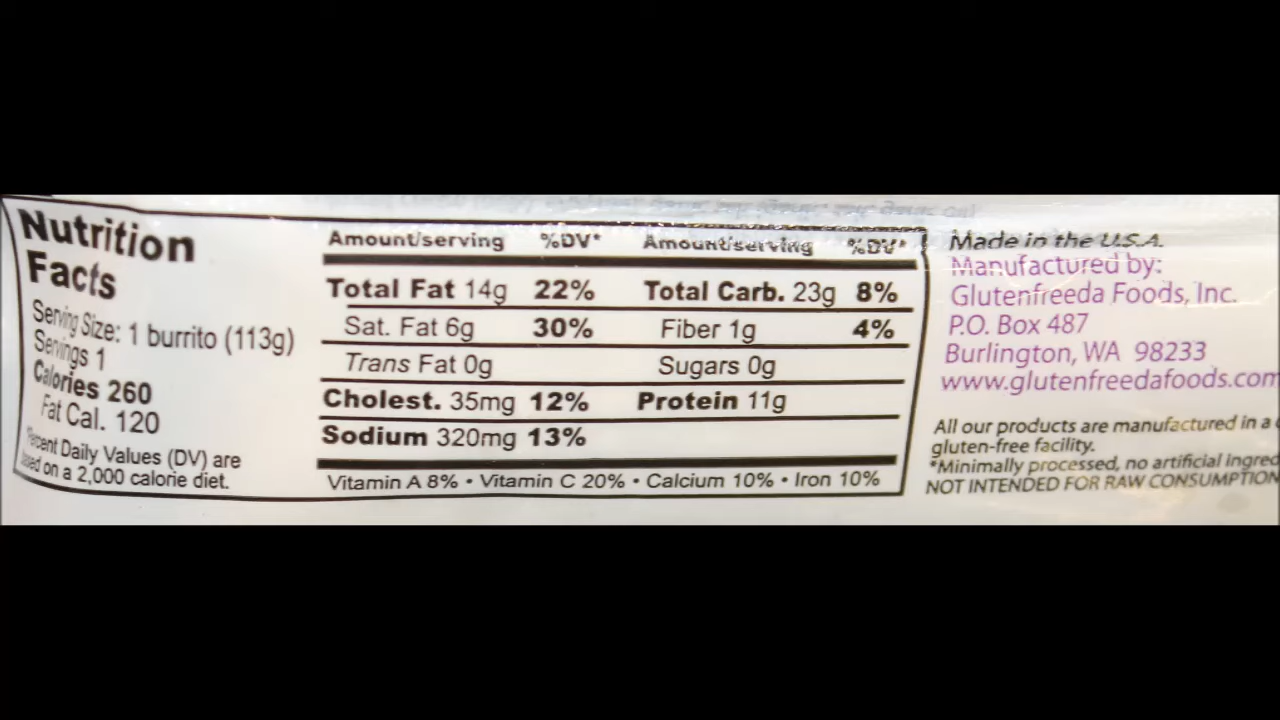 Nutrition
Facts
Serving Size: 1 burrito (113g)
Servings 1
Calories 260
Fat Cal. 120
Percent Daily Values (DV) are
on a 2,000 calorie diet.
Amount/serving %DV* Amount/serving %DV*
Total Fat 14g 22% Total Carb. 23g 8%
Sat. Fat 6g 30% Fiber 1g 4%
Trans Fat 0g Sugars 0g
Cholest. 35mg 12% Protein 11g
Sodium 320mg 13%
Vitamin A 8% • Vitamin C 20% • Calcium 10% • Iron 10%
Made in the U.S.A.
Manufactured by:
Glutenfreeda Foods, Inc.
P.O. Box 487
Burlington, WA 98233
www.glutenfreedafoods.com
All our products are manufactured in a
gluten-free facility.
*Minimally processed, no artificial ingred
NOT INTENDED FOR RAW CONSUMPTION